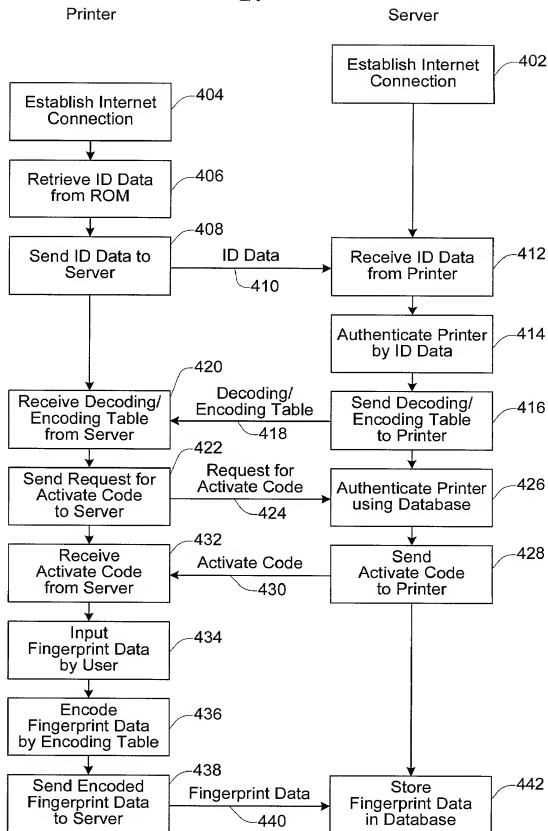 Printer
Server
Establish Internet
Connection
402
Establish Internet
Connection
404
Retrieve ID Data
from ROM
406
Send ID Data to
Server
408
ID Data
410
Receive ID Data
from Printer
412
Authenticate Printer
by ID Data
414
Receive Decoding/
Encoding Table
from Server
420
Decoding/
Encoding Table
418
Send Decoding/
Encoding Table
to Printer
416
Send Request for
Activate Code
to Server
422
Request for
Activate Code
424
Authenticate Printer
using Database
426
Receive
Activate Code
from Server
432
Activate Code
430
Send
Activate Code
to Printer
428
Input
Fingerprint Data
by User
434
Encode
Fingerprint Data
by Encoding Table
436
Send Encoded
Fingerprint Data
to Server
438
Fingerprint Data
440
Store
Fingerprint Data
in Database
442